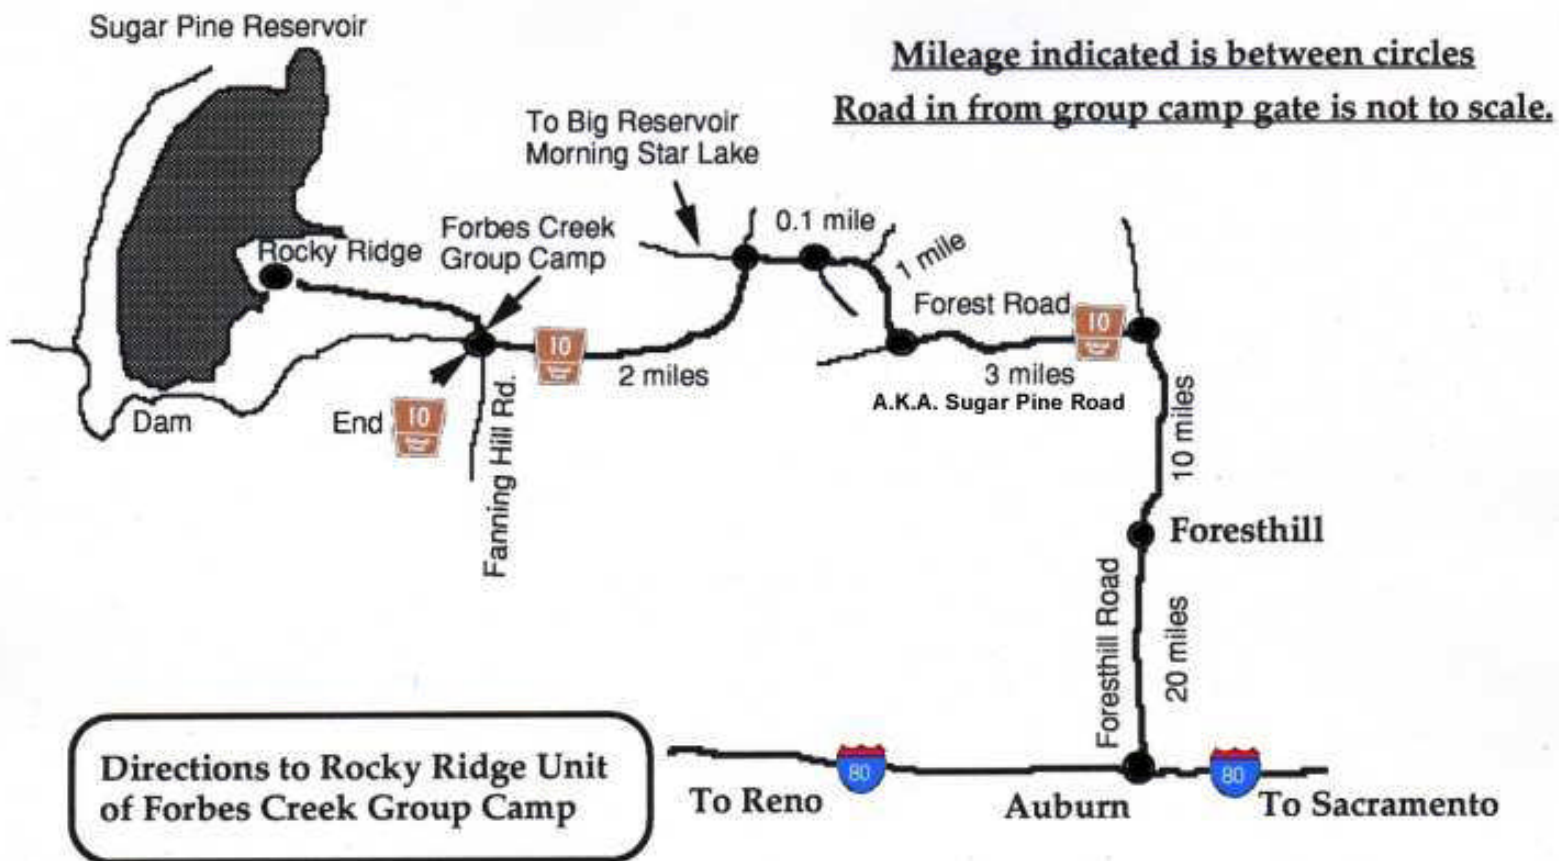 Sugar Pine Reservoir
Mileage indicated is between circles
Road in from group camp gate is not to scale.
To Big Reservoir
Morning Star Lake
0.1 mile
Forbes Creek
Group Camp
Rocky Ridge
1 mile
Forest Road
10
10
3 miles
2 miles
A.K.A. Sugar Pine Road
10 miles
Dam
End
10
Fanning Hill Rd.
Foresthill
Foresthill Road
20 miles
Directions to Rocky Ridge Unit
of Forbes Creek Group Camp
80
80
To Reno
Auburn
To Sacramento